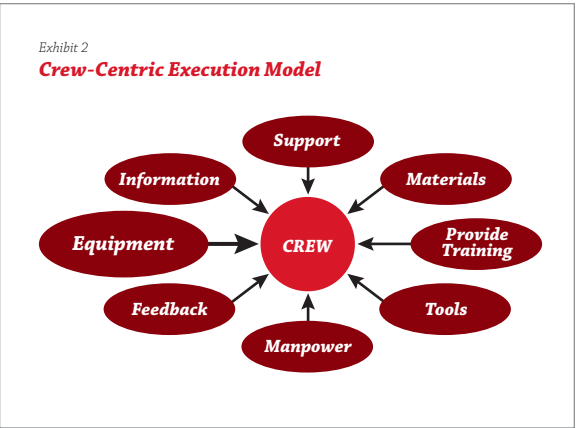 Exhibit 2
Crew-Centric Execution Model
Support
Information
Materials
Equipment
CREW
Provide
Training
Feedback
Tools
Manpower